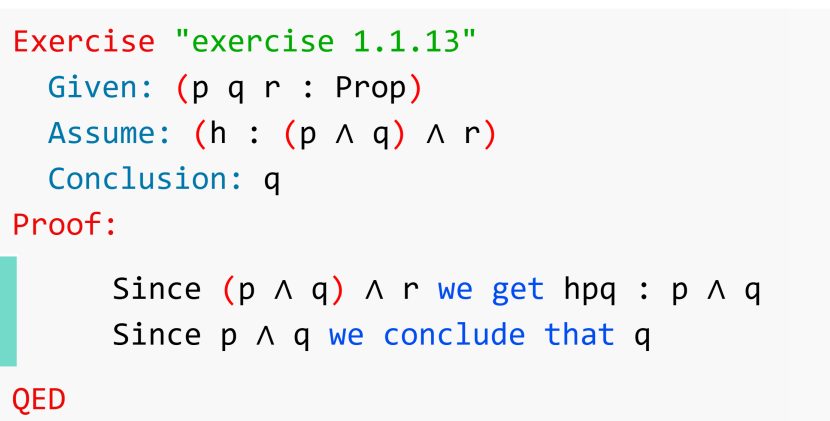 Exercise "exercise 1.1.13"
Given: (p q r : Prop)
Assume: (h : (p ∧ q) ∧ r)
Conclusion: q
Proof:
Since (p ∧ q) ∧ r we get hpq : p ∧ q
Since p ∧ q we conclude that q
QED